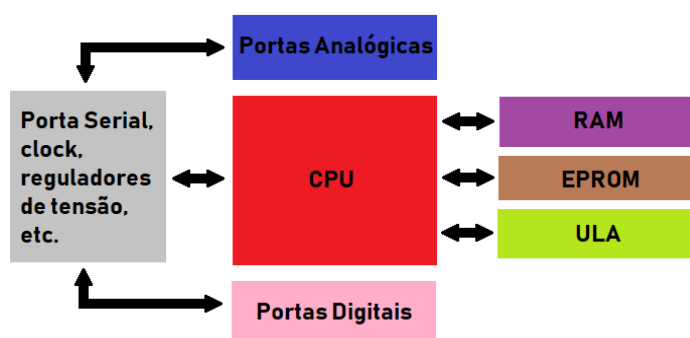 Portas Analógicas
Porta Serial,
clock,
reguladores
de tensão,
etc.
CPU
RAM
EPROM
ULA
Portas Digitais